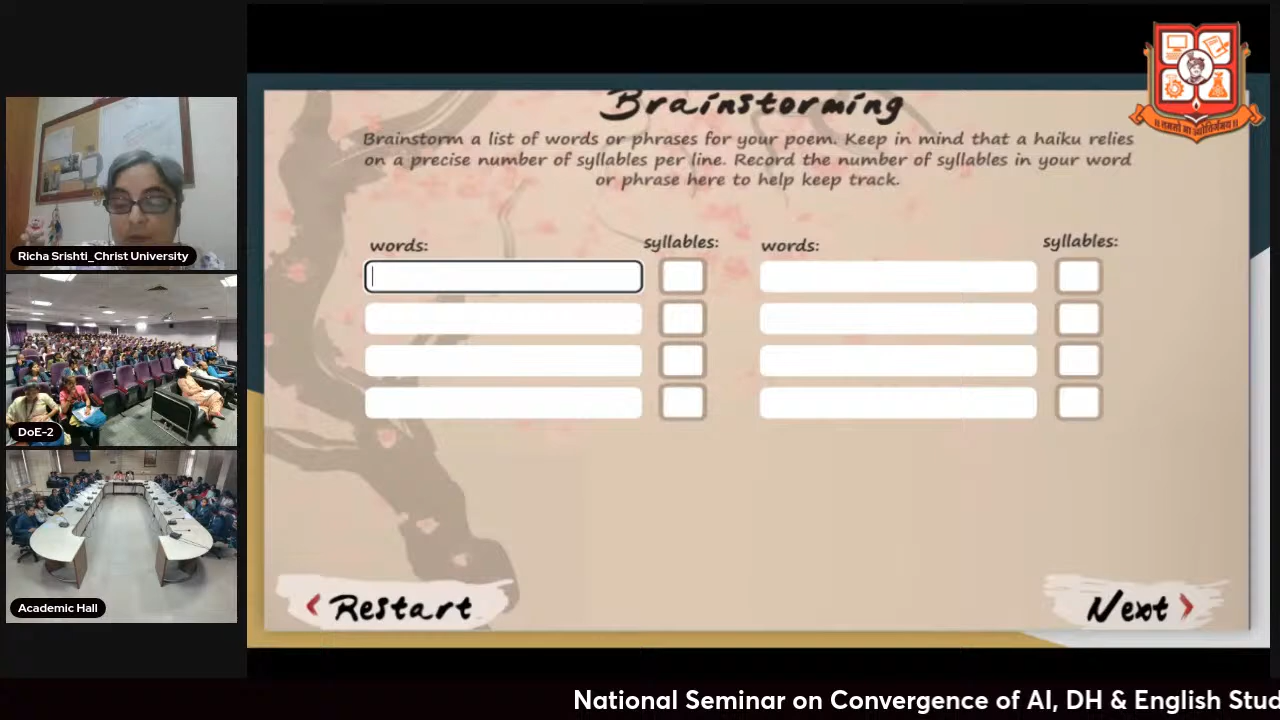 Brainstorming
Brainstorm a list of words or phrases for your poem. Keep in mind that a haiku relies
on a precise number of syllables per line. Record the number of syllables in your word
or phrase here to help keep track.
words:
syllables:
words:
syllables:
Restart
Next
Richa Srishti_Christ University
DoE-2
Academic Hall
|| तमसो मा ज्योतिर्गमय ||
National Seminar on Convergence of AI, DH & English Stud